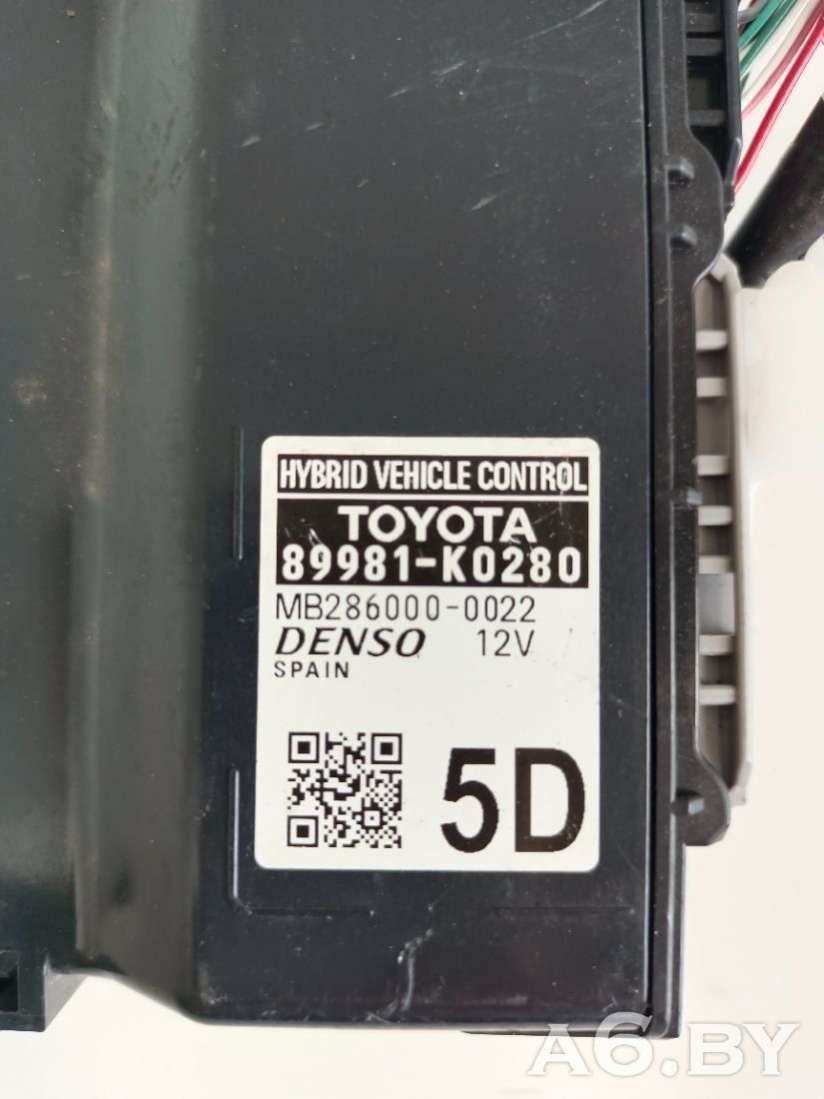 HYBRID VEHICLE CONTROL
TOYOTA
89981-K0280
MB286000-0022
DENSO 12V
SPAIN
5D
A6.BY